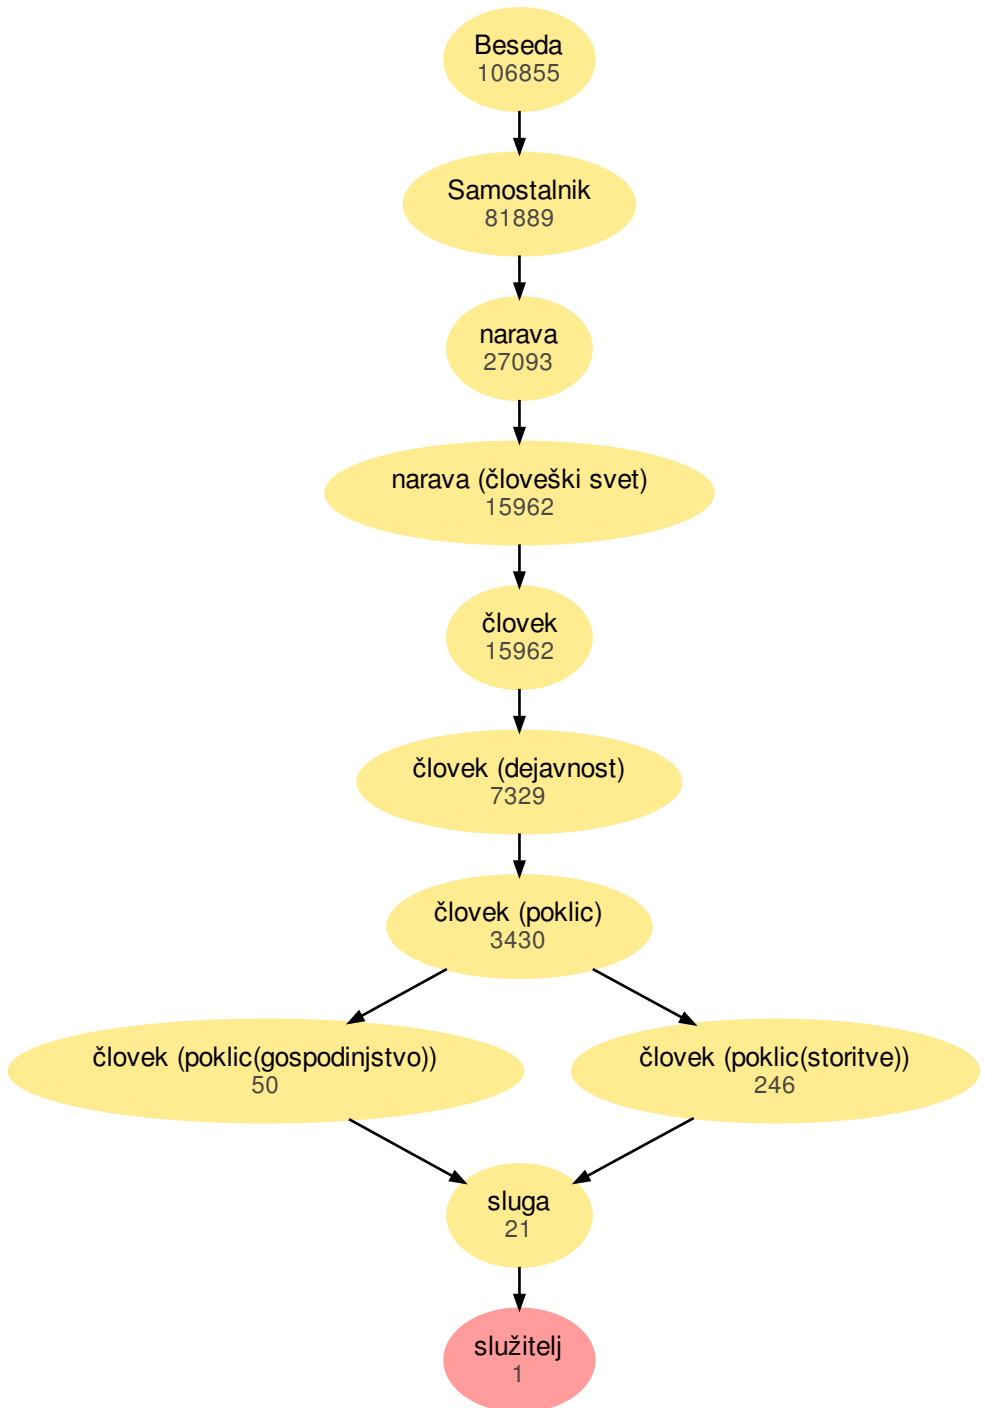 Beseda
106855
Samostalnik
81889
narava
27093
narava (človeški svet)
15962
človek
15962
človek (dejavnost)
7329
človek (poklic)
3430
človek (poklic(gospodinjstvo))
50
človek (poklic(storitve))
246
sluga
21
služitelj
1